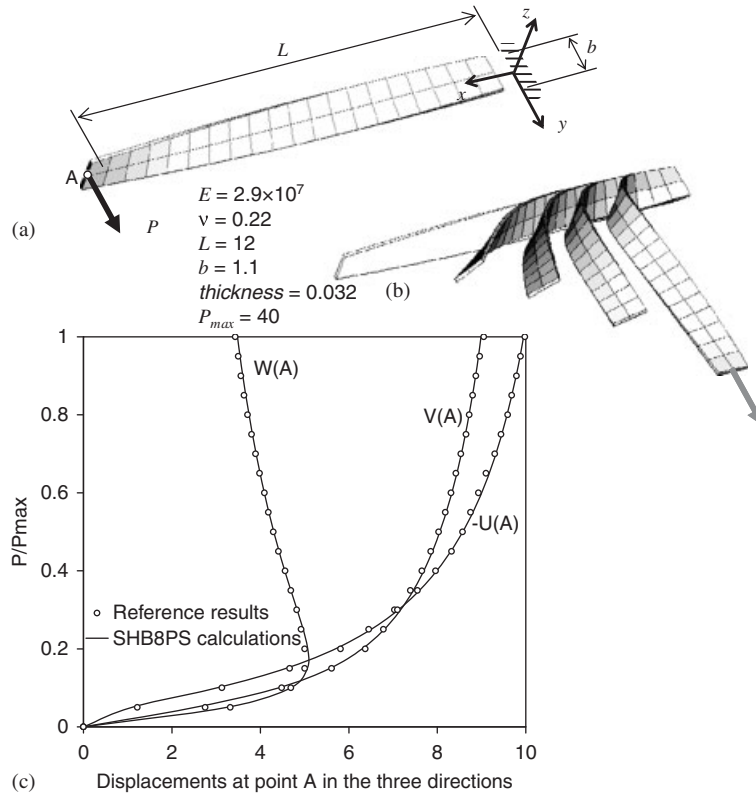 z
L
b
x
y
A
P
(a)
E = 2.9×10⁷
ν = 0.22
L = 12
b = 1.1
thickness = 0.032
P_max = 40
(b)
1
W(A)
V(A)
0.8
-U(A)
0.6
P/Pmax
0.4
Reference results
SHB8PS calculations
0.2
0
0 2 4 6 8 10
(c) Displacements at point A in the three directions